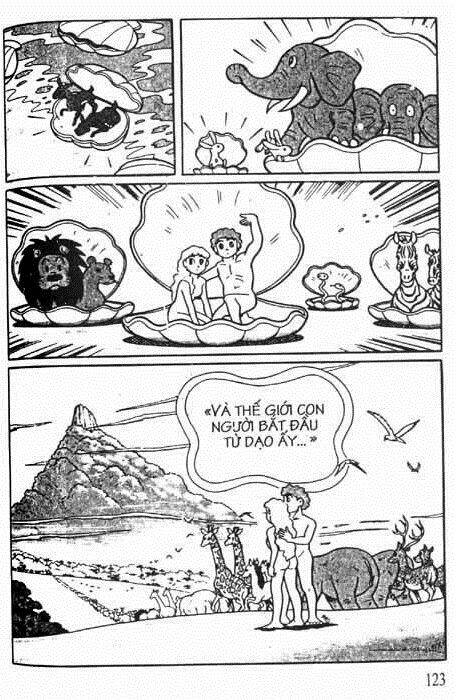 «VÀ THẾ GIỚI CON
NGƯỜI BẮT ĐẦU
TỪ DẠO ẤY... »
123